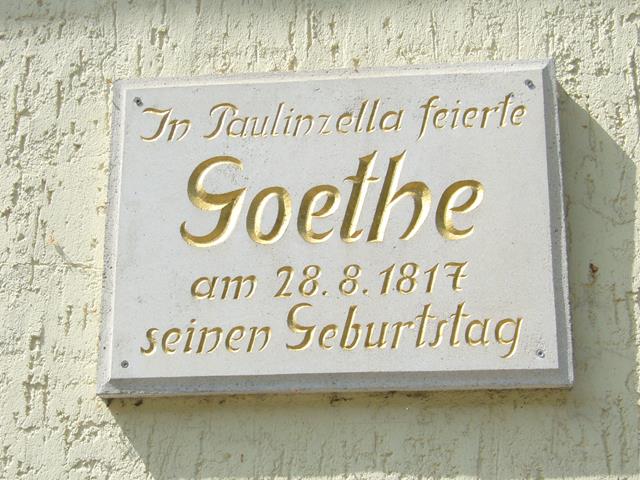 In Paulinzella feierte
Goethe
am 28.8.1817
seinen Geburtstag